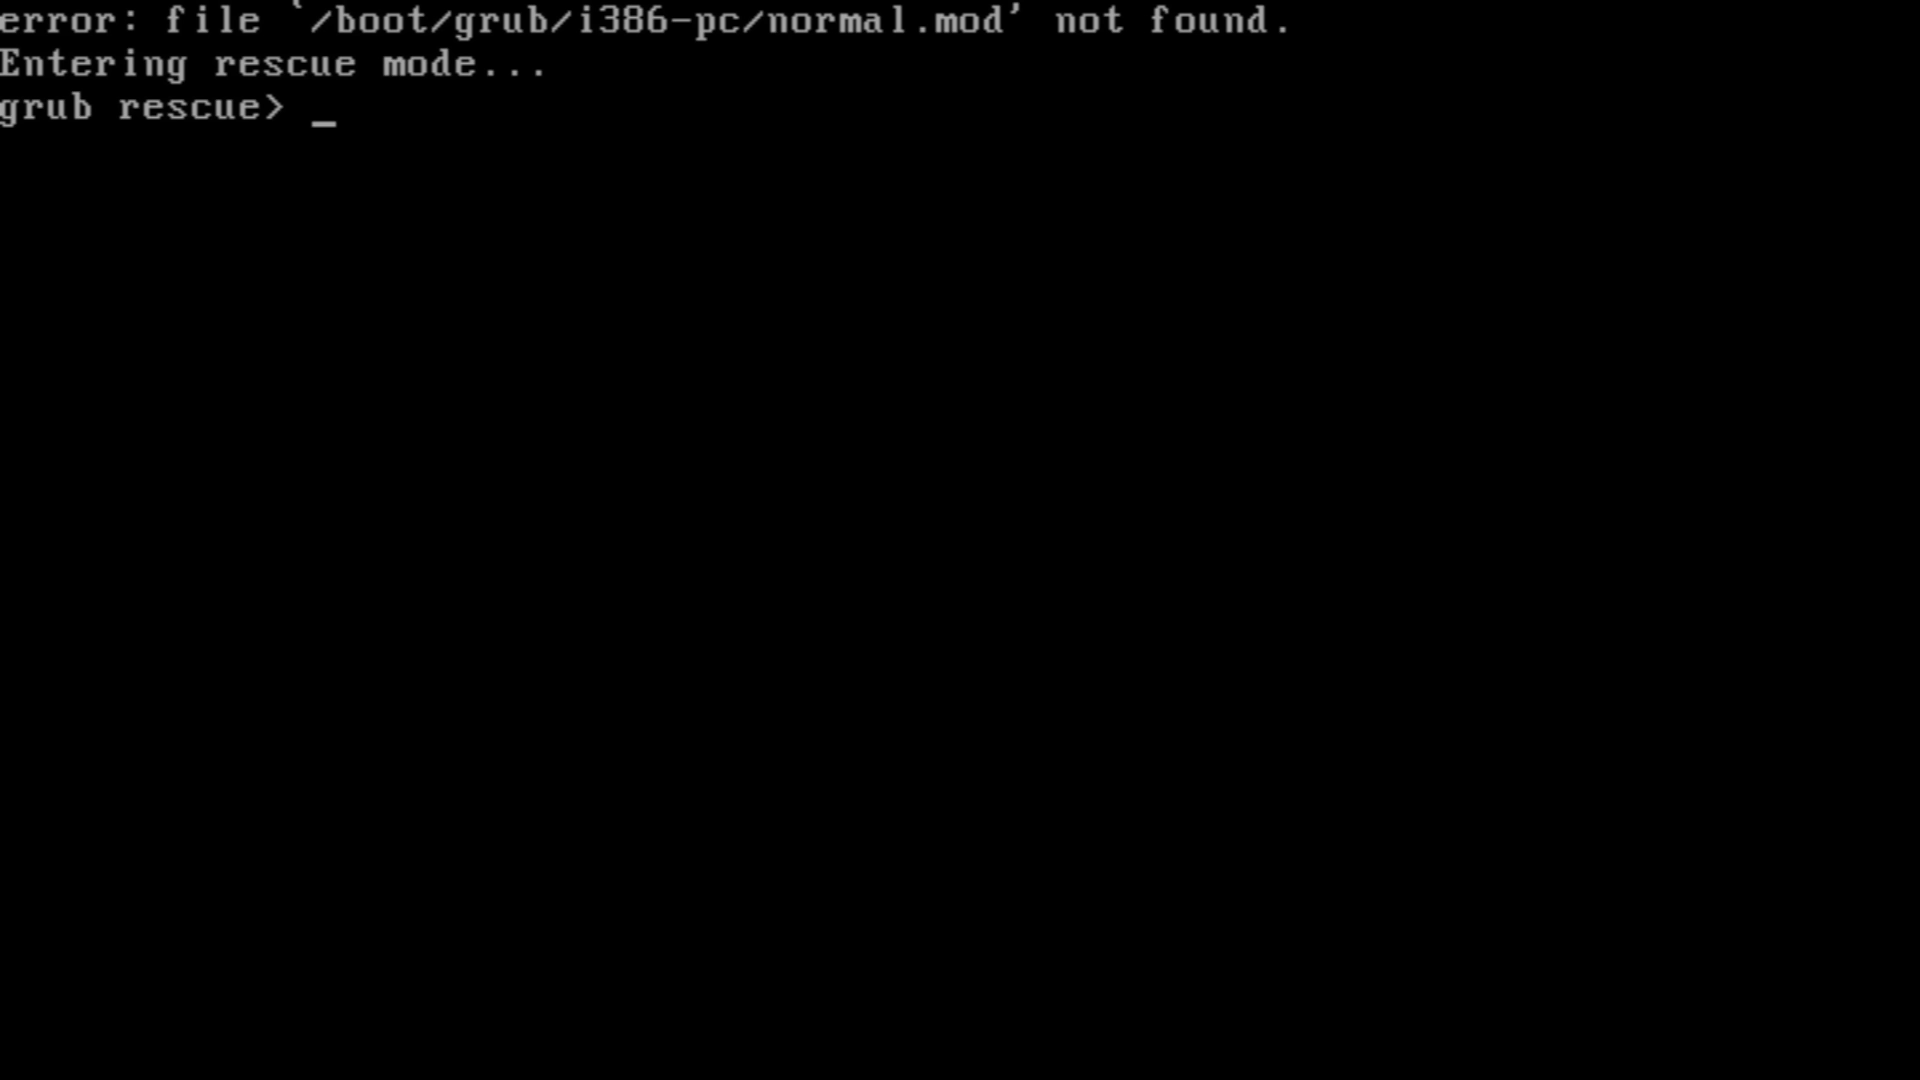 error: file `/boot/grub/i386-pc/normal.mod' not found.
Entering rescue mode...
grub rescue> _